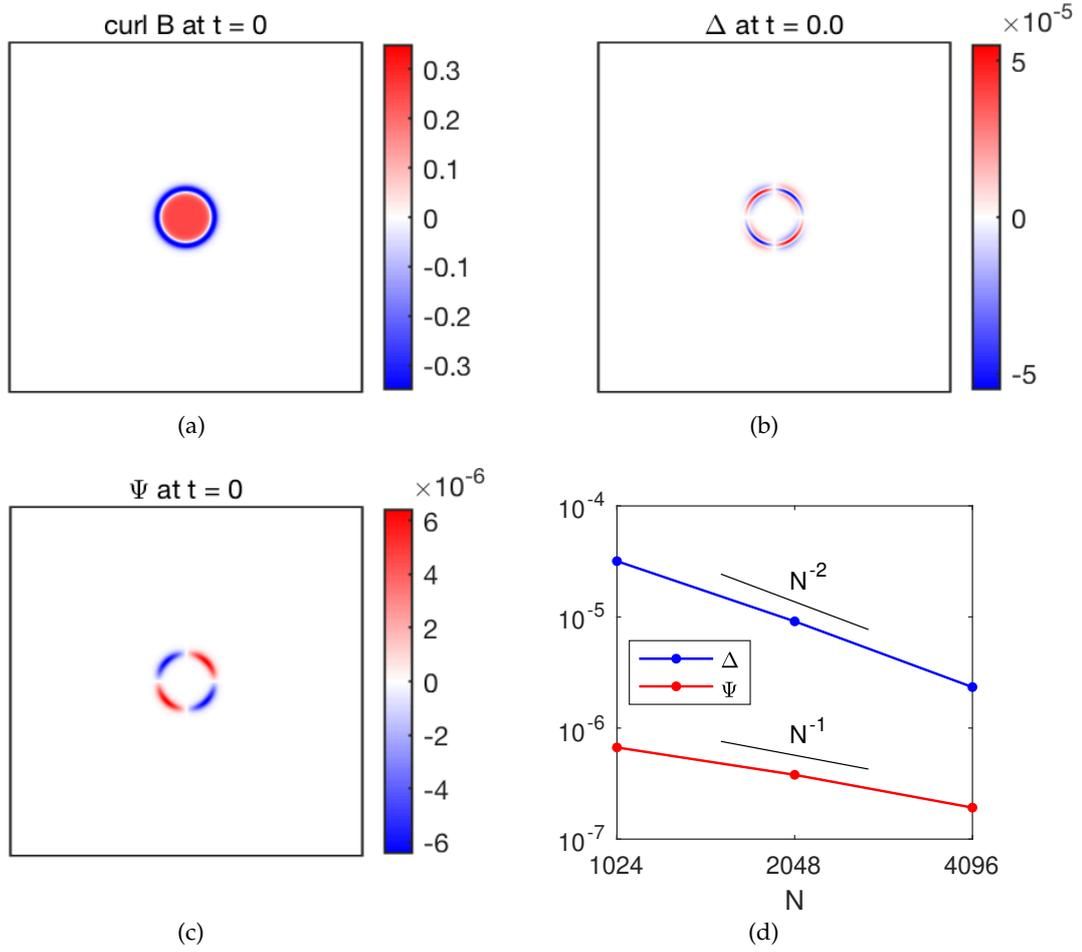 curl B at t = 0
0.3
0.2
0.1
0
-0.1
-0.2
-0.3
(a)
Δ at t = 0.0
×10⁻⁵
5
0
-5
(b)
Ψ at t = 0
×10⁻⁶
6
4
2
0
-2
-4
-6
(c)
10⁻⁴
10⁻⁵
10⁻⁶
10⁻⁷
N⁻²
Δ
Ψ
N⁻¹
1024 2048 4096
N
(d)